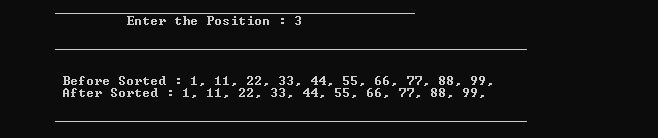 Enter the Position : 3
Before Sorted : 1, 11, 22, 33, 44, 55, 66, 77, 88, 99,
After Sorted : 1, 11, 22, 33, 44, 55, 66, 77, 88, 99,